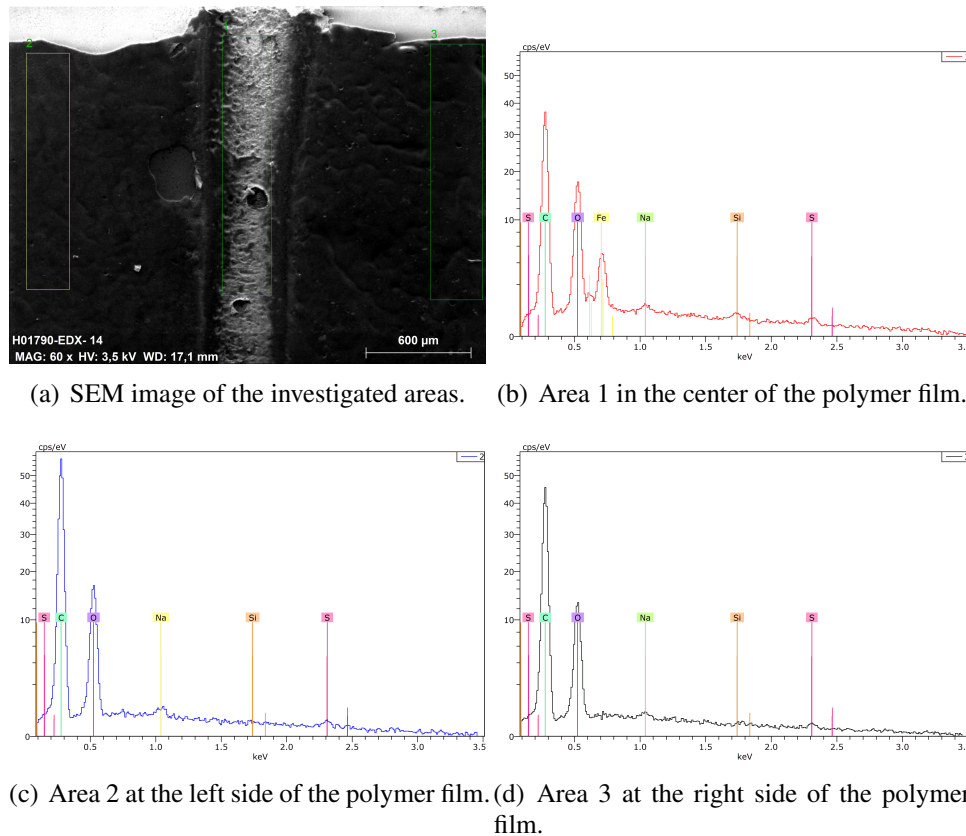 2
1
3
H01790-EDX- 14
MAG: 60 x HV: 3,5 kV WD: 17,1 mm
600 µm
(a) SEM image of the investigated areas.
cps/eV
50
40
30
20
10
0
S C O Fe Na Si S
0.5 1.0 1.5 2.0 2.5 3.0 3.5
keV
(b) Area 1 in the center of the polymer film.
cps/eV
2
50
40
30
20
10
0
S C O Na Si S
0.5 1.0 1.5 2.0 2.5 3.0 3.5
keV
(c) Area 2 at the left side of the polymer film.
cps/eV
50
40
30
20
10
0
S C O Na Si S
0.5 1.0 1.5 2.0 2.5 3.0 3.5
keV
(d) Area 3 at the right side of the polymer
film.